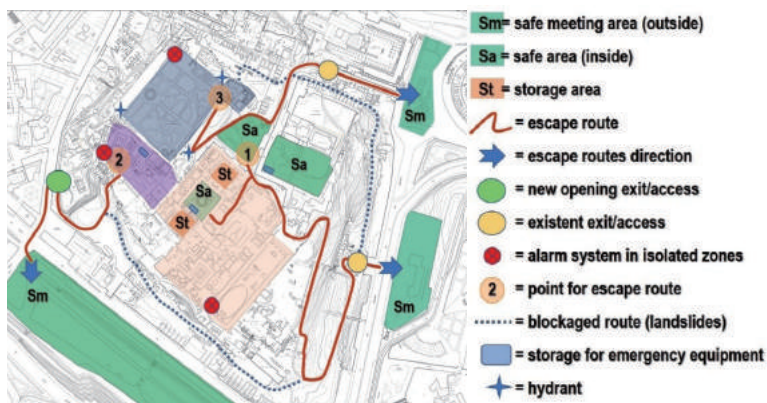 3
Sm
Sa
1
2
Sa
St
Sa
St
Sm
Sm
Sm= safe meeting area (outside)
Sa = safe area (inside)
St = storage area
= escape route
= escape routes direction
= new opening exit/access
= existent exit/access
= alarm system in isolated zones
2 = point for escape route
= blockaged route (landslides)
= storage for emergency equipment
= hydrant